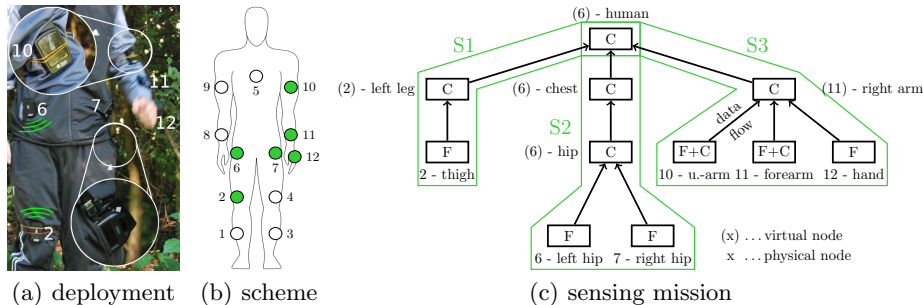 10
11
12
6
7
2
(a) deployment
9
5
10
8
11
12
6
7
2
4
1
3
(b) scheme
(6) - human
S1
C
S3
(2) - left leg
C
(6) - chest
C
C
(11) - right arm
S2
data
flow
F
(6) - hip
C
F+C
F+C
F
2 - thigh
10 - u.-arm
11 - forearm
12 - hand
F
F
6 - left hip
7 - right hip
(x) ... virtual node
x ... physical node
(c) sensing mission